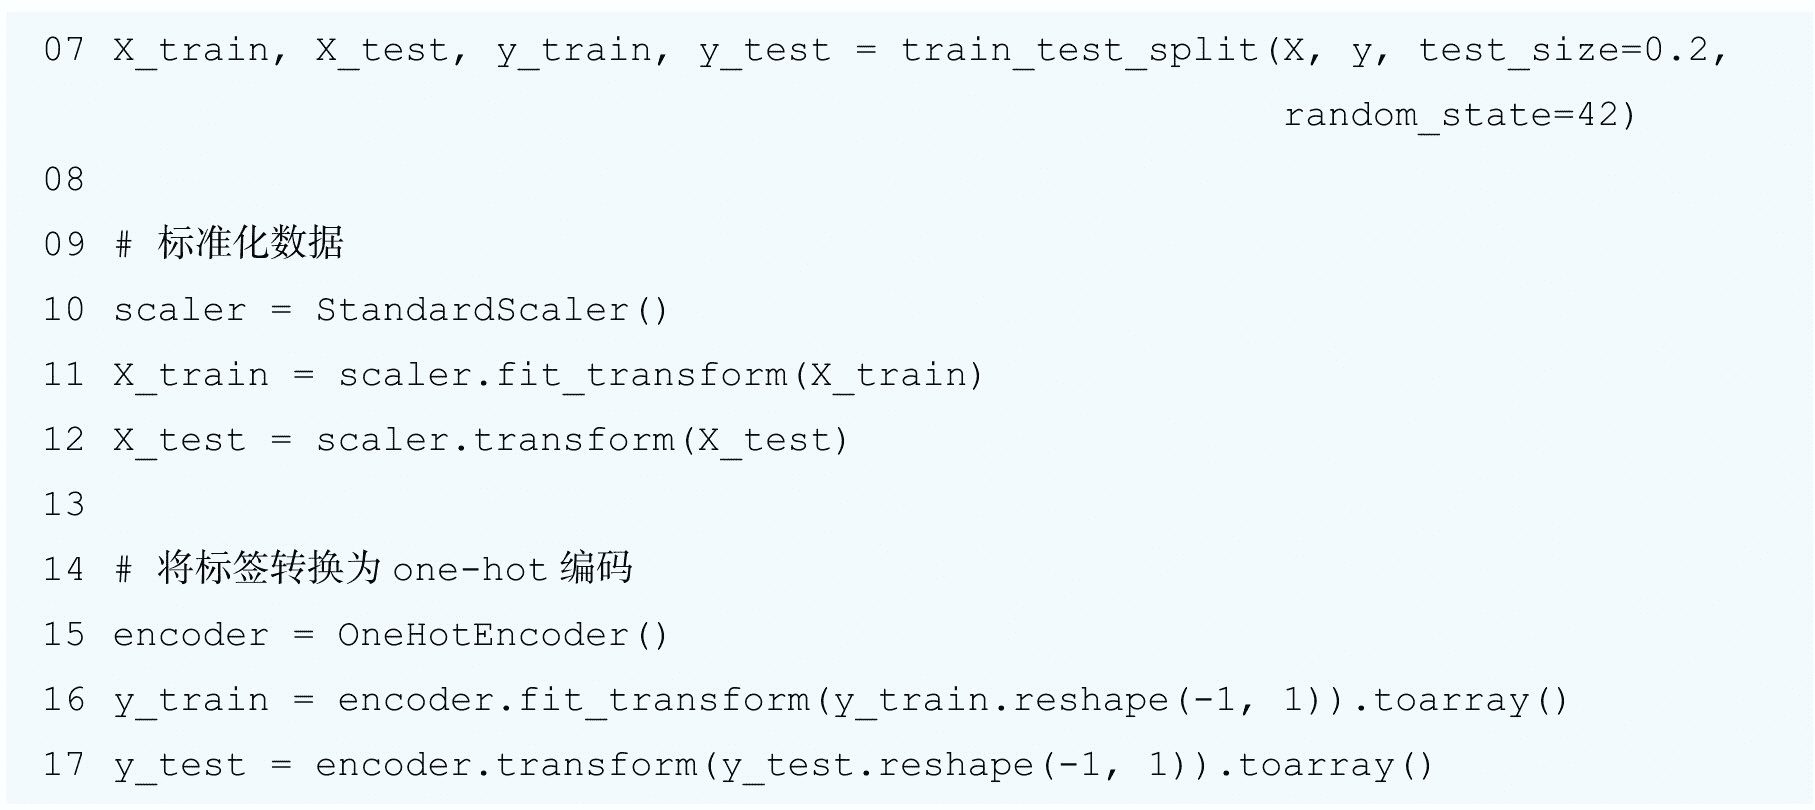 07 X_train, X_test, y_train, y_test = train_test_split(X, y, test_size=0.2,
random_state=42)
08
09 # 标准化数据
10 scaler = StandardScaler()
11 X_train = scaler.fit_transform(X_train)
12 X_test = scaler.transform(X_test)
13
14 # 将标签转换为 one-hot 编码
15 encoder = OneHotEncoder()
16 y_train = encoder.fit_transform(y_train.reshape(-1, 1)).toarray()
17 y_test = encoder.transform(y_test.reshape(-1, 1)).toarray()